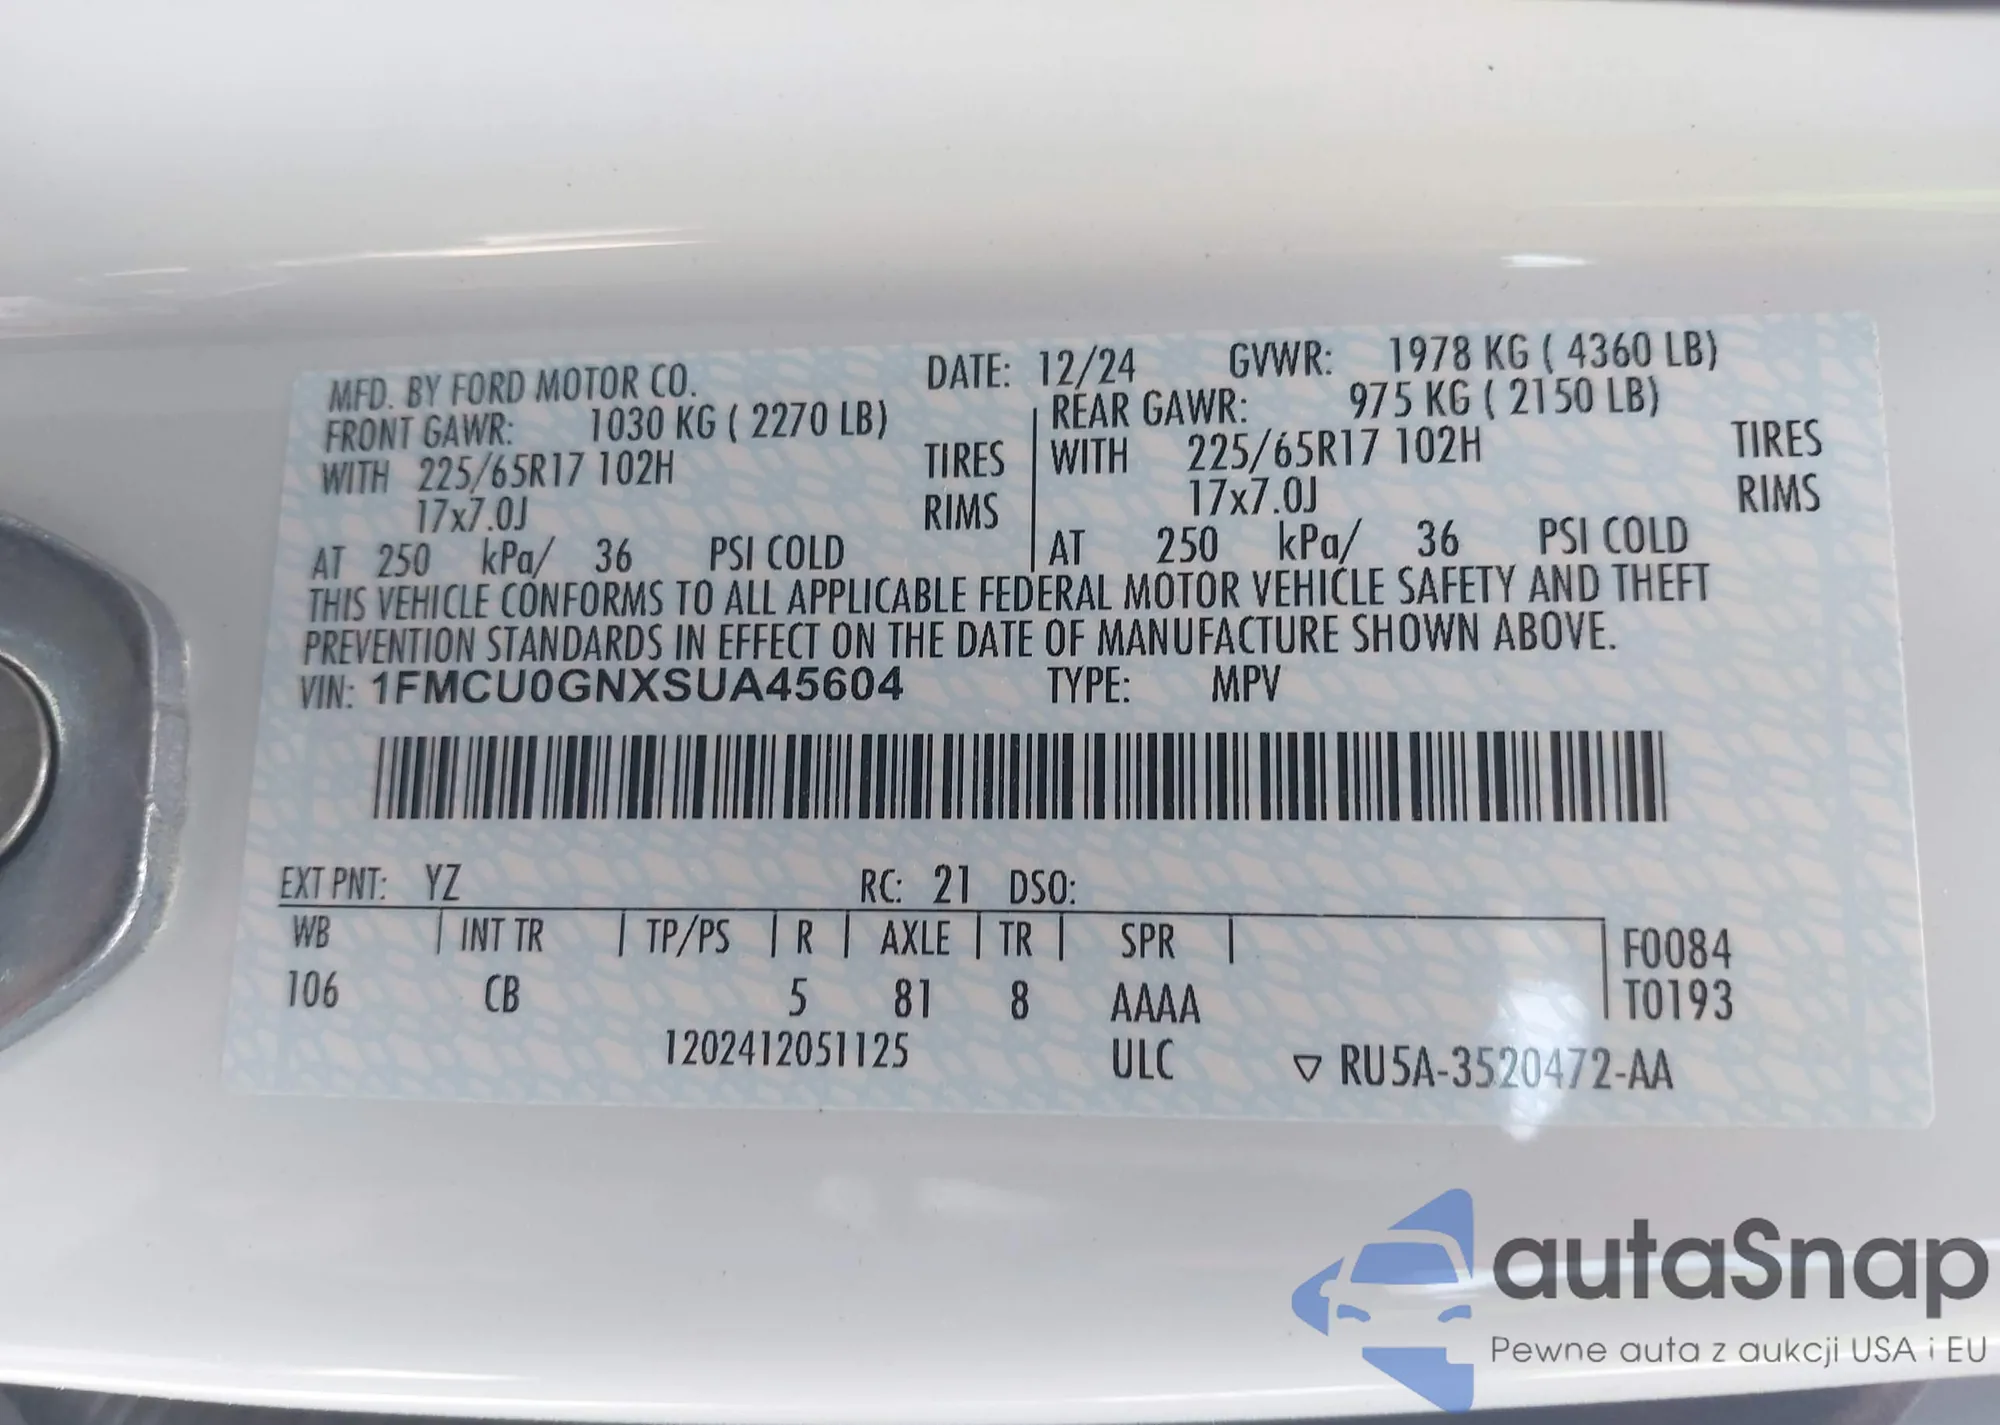 MFD. BY FORD MOTOR CO. DATE: 12/24 GVWR: 1978 KG ( 4360 LB)
FRONT GAWR: 1030 KG ( 2270 LB) REAR GAWR: 975 KG ( 2150 LB)
WITH 225/65R17 102H TIRES WITH 225/65R17 102H TIRES
17x7.0J RIMS 17x7.0J RIMS
AT 250 kPa/ 36 PSI COLD AT 250 kPa/ 36 PSI COLD
THIS VEHICLE CONFORMS TO ALL APPLICABLE FEDERAL MOTOR VEHICLE SAFETY AND THEFT
PREVENTION STANDARDS IN EFFECT ON THE DATE OF MANUFACTURE SHOWN ABOVE.
VIN: 1FMCU0GNXSUA45604 TYPE: MPV
EXT PNT: YZ RC: 21 DSO:
WB INT TR TP/PS R AXLE TR SPR F0084
106 CB 5 81 8 AAAA T0193
1202412051125 ULC ▽ RU5A-3520472-AA
autaSnap
Pewne auta z aukcji USA i EU